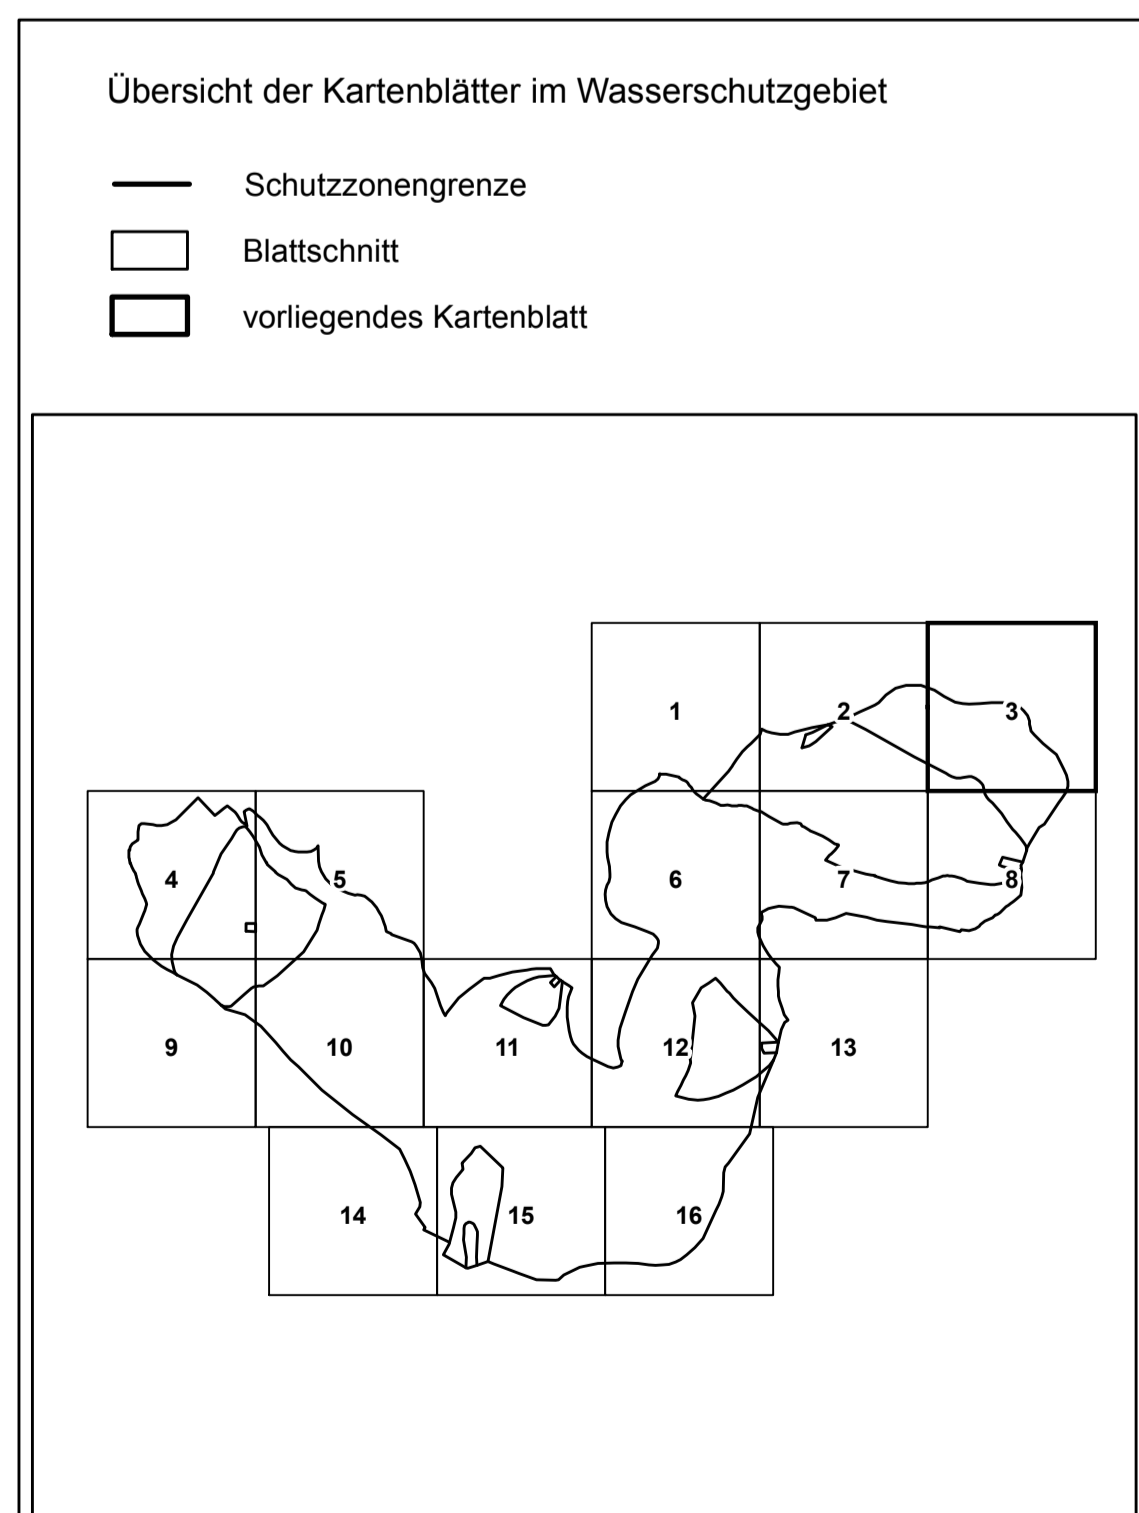 Übersicht der Kartenblätter im Wasserschutzgebiet
Schutzzonengrenze
Blattschnitt
vorliegendes Kartenblatt
1 2 3
4 5 6 7 8
9 10 11 12 13
14 15 16